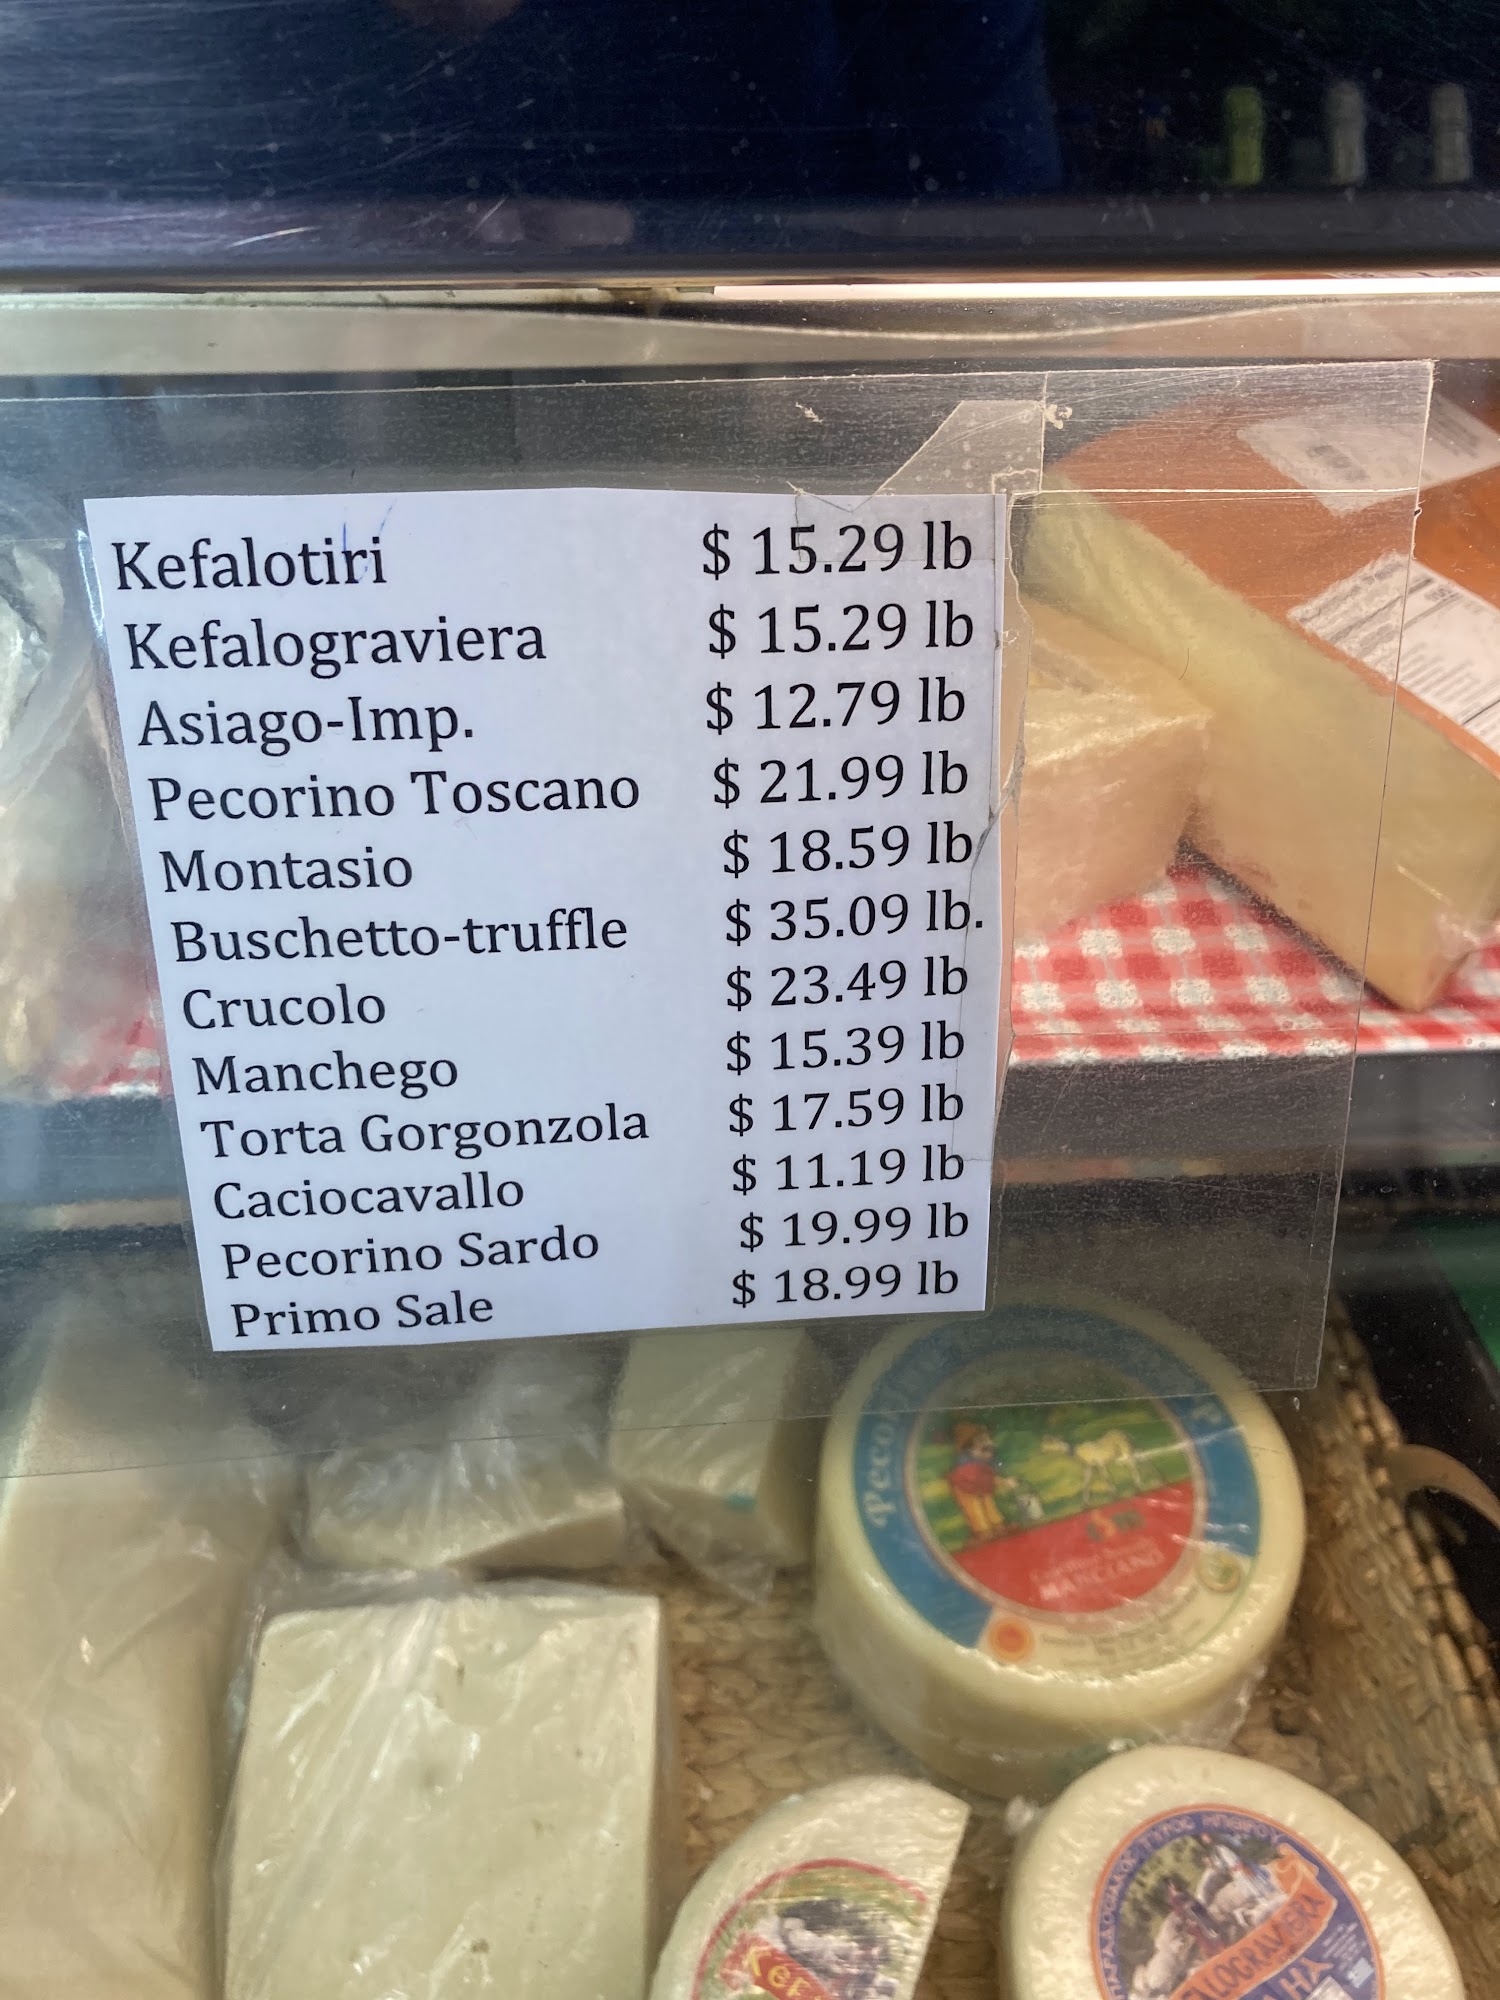 Kefalotiri $ 15.29 lb
Kefalograviera $ 15.29 lb
Asiago-Imp. $ 12.79 lb
Pecorino Toscano $ 21.99 lb
Montasio $ 18.59 lb
Buschetto-truffle $ 35.09 lb.
Crucolo $ 23.49 lb
Manchego $ 15.39 lb
Torta Gorgonzola $ 17.59 lb
Caciocavallo $ 11.19 lb
Pecorino Sardo $ 19.99 lb
Primo Sale $ 18.99 lb
MANCIANO